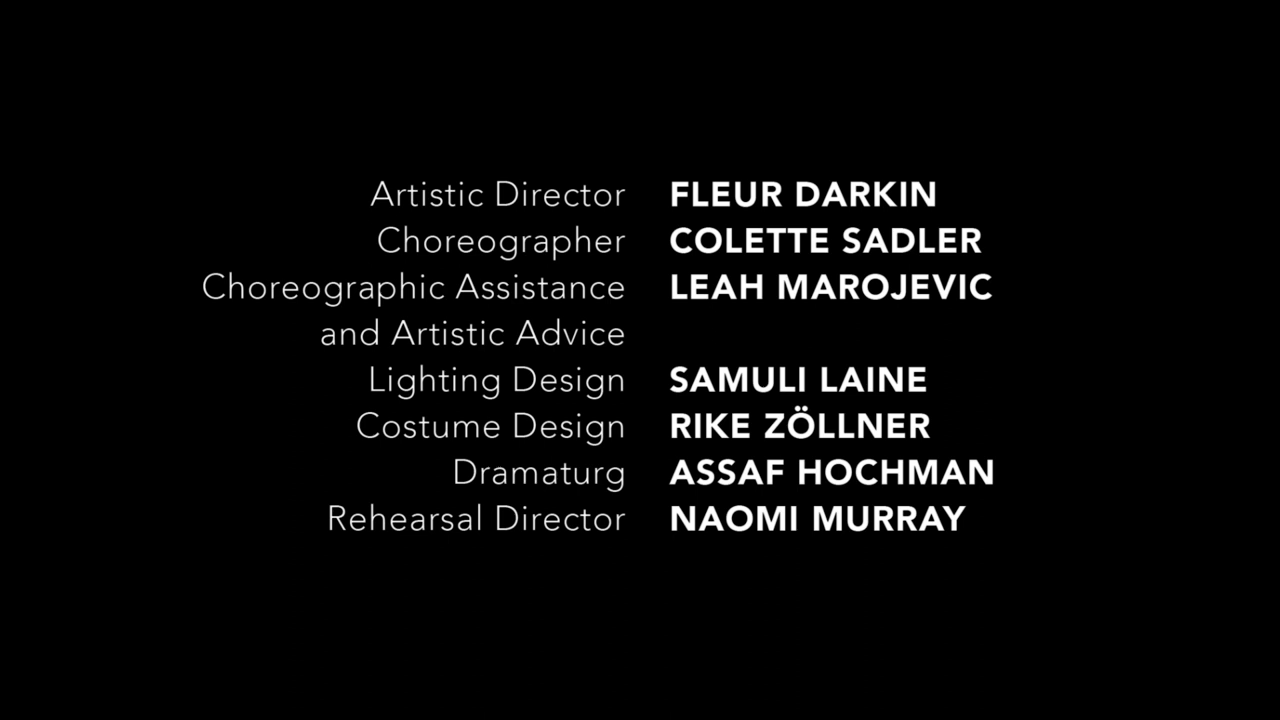 Artistic Director FLEUR DARKIN
Choreographer COLETTE SADLER
Choreographic Assistance LEAH MAROJEVIC
and Artistic Advice
Lighting Design SAMULI LAINE
Costume Design RIKE ZÖLLNER
Dramaturg ASSAF HOCHMAN
Rehearsal Director NAOMI MURRAY